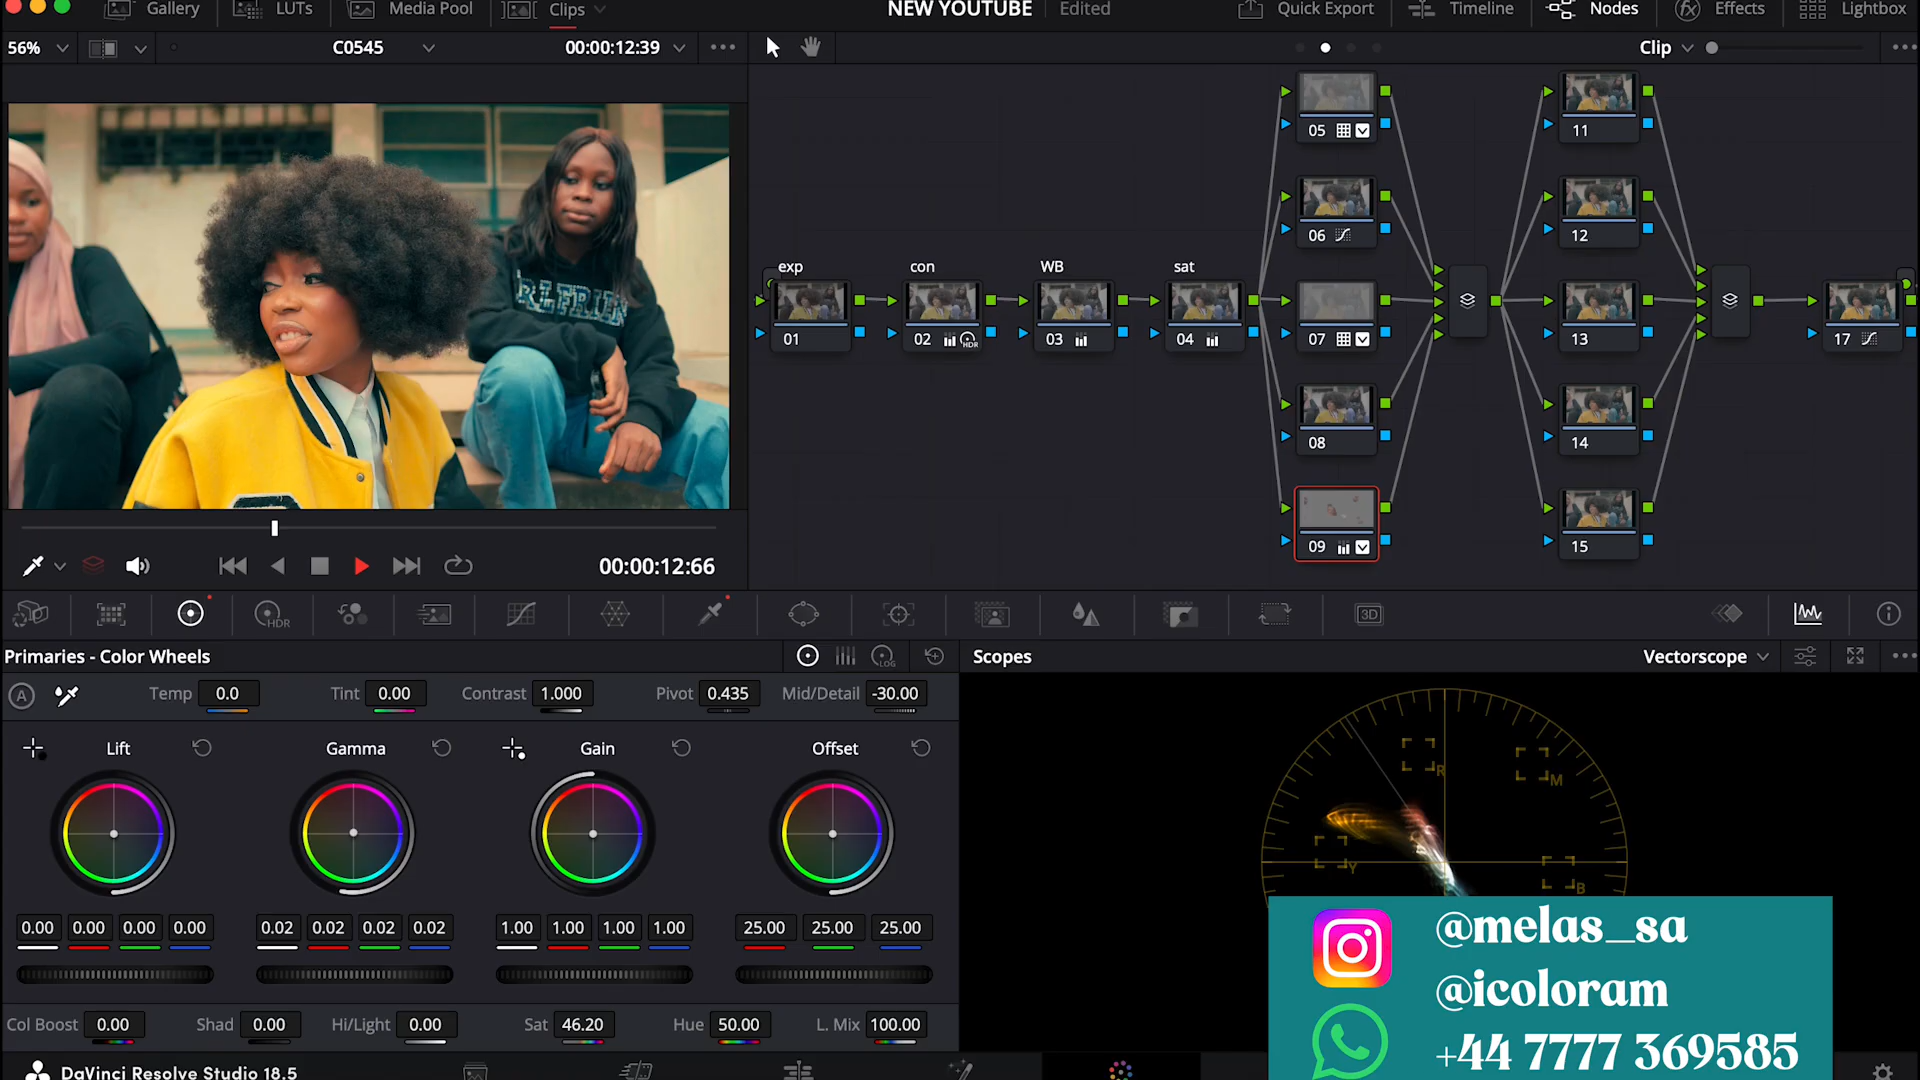 Gallery LUTs Media Pool Clips NEW YOUTUBE Edited Quick Export Timeline Nodes Effects Lightbox
56% C0545 00:00:12:39 Clip
exp con WB sat
05 11
06 12
01 02 HDR 03 04 07 13 17
08 14
09 15
00:00:12:66
HDR 3D
Primaries - Color Wheels LOG Scopes Vectorscope
A Temp 0.0 Tint 0.00 Contrast 1.000 Pivot 0.435 Mid/Detail -30.00
Lift Gamma Gain Offset
R M
Y B
0.00 0.00 0.00 0.00 0.02 0.02 0.02 0.02 1.00 1.00 1.00 1.00 25.00 25.00 25.00
Col Boost 0.00 Shad 0.00 Hi/Light 0.00 Sat 46.20 Hue 50.00 L. Mix 100.00
@melas_sa
@icoloram
+44 7777 369585
DaVinci Resolve Studio 18.5